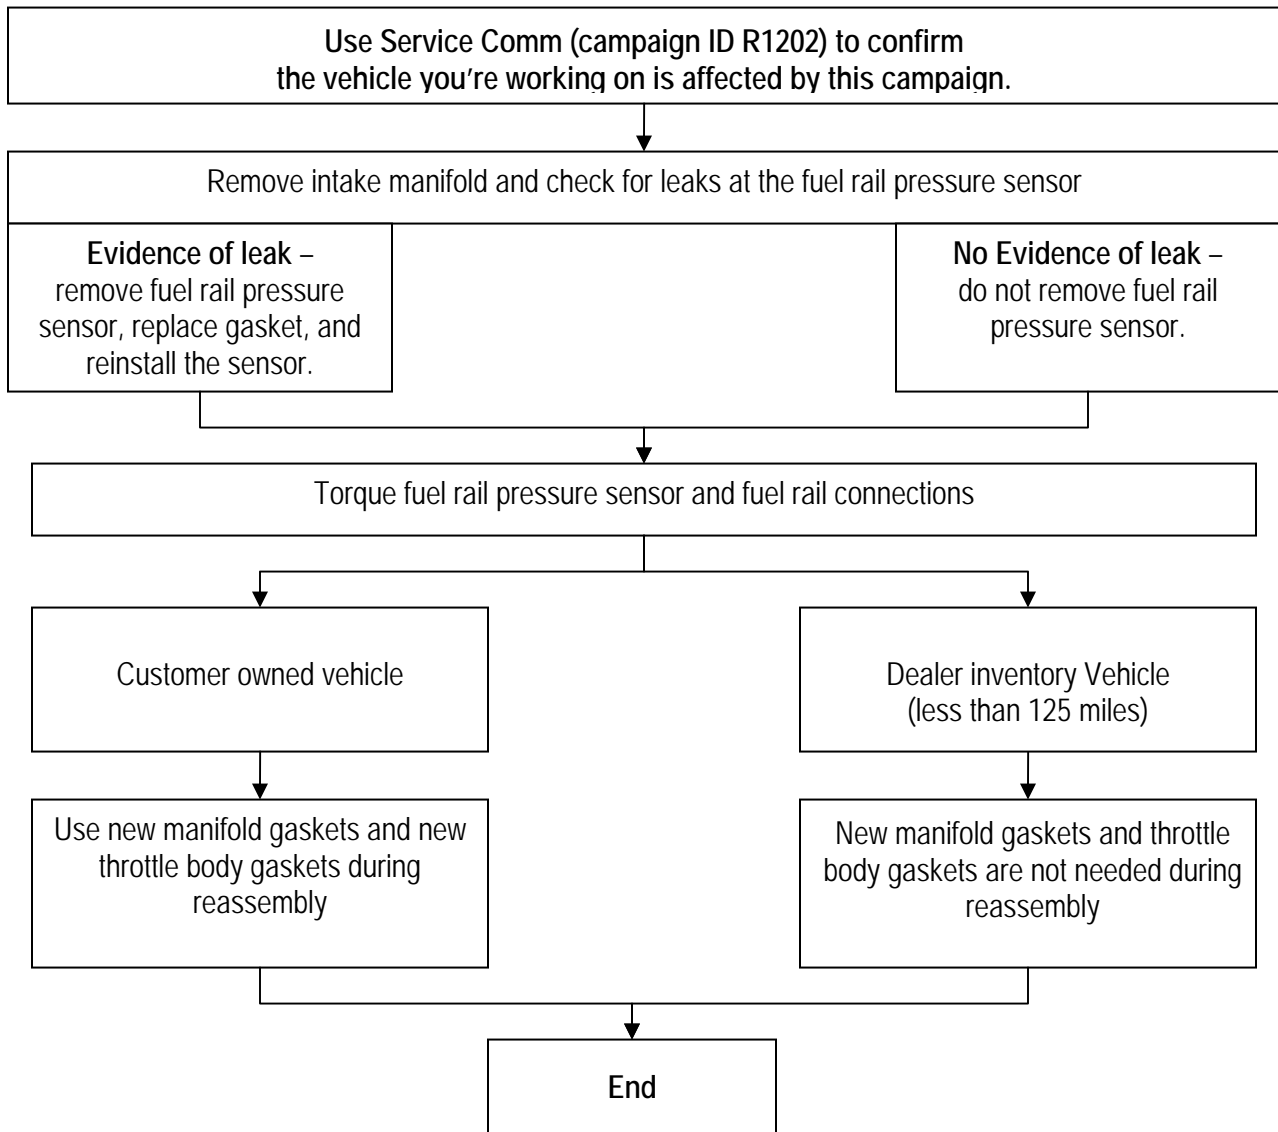 Use Service Comm (campaign ID R1202) to confirm
the vehicle you're working on is affected by this campaign.
Remove intake manifold and check for leaks at the fuel rail pressure sensor
Evidence of leak –
remove fuel rail pressure
sensor, replace gasket, and
reinstall the sensor.
No Evidence of leak –
do not remove fuel rail
pressure sensor.
Torque fuel rail pressure sensor and fuel rail connections
Customer owned vehicle
Dealer inventory Vehicle
(less than 125 miles)
Use new manifold gaskets and new
throttle body gaskets during
reassembly
New manifold gaskets and throttle
body gaskets are not needed during
reassembly
End